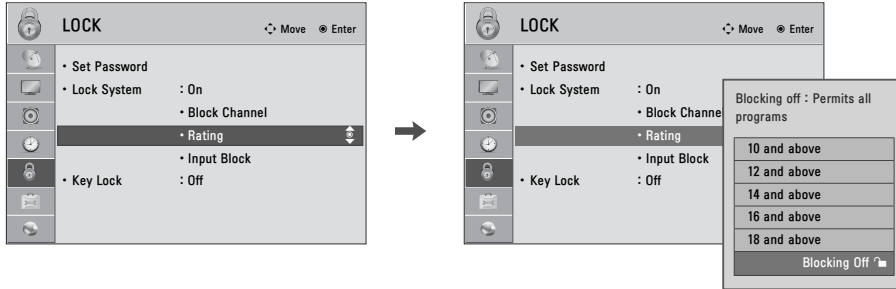 LOCK
Move Enter
• Set Password
• Lock System : On
• Block Channel
• Rating
• Input Block
• Key Lock : Off
LOCK
Move Enter
• Set Password
• Lock System : On
• Block Channe
• Rating
• Input Block
• Key Lock : Off
Blocking off : Permits all
programs
10 and above
12 and above
14 and above
16 and above
18 and above
Blocking Off